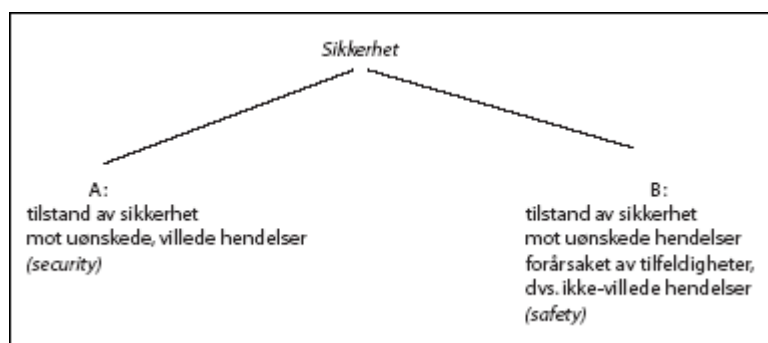 Sikkerhet
A:
tilstand av sikkerhet
mot uønskede, villede hendelser
(security)
B:
tilstand av sikkerhet
mot uønskede hendelser
forårsaket av tilfeldigheter,
dvs. ikke-villede hendelser
(safety)